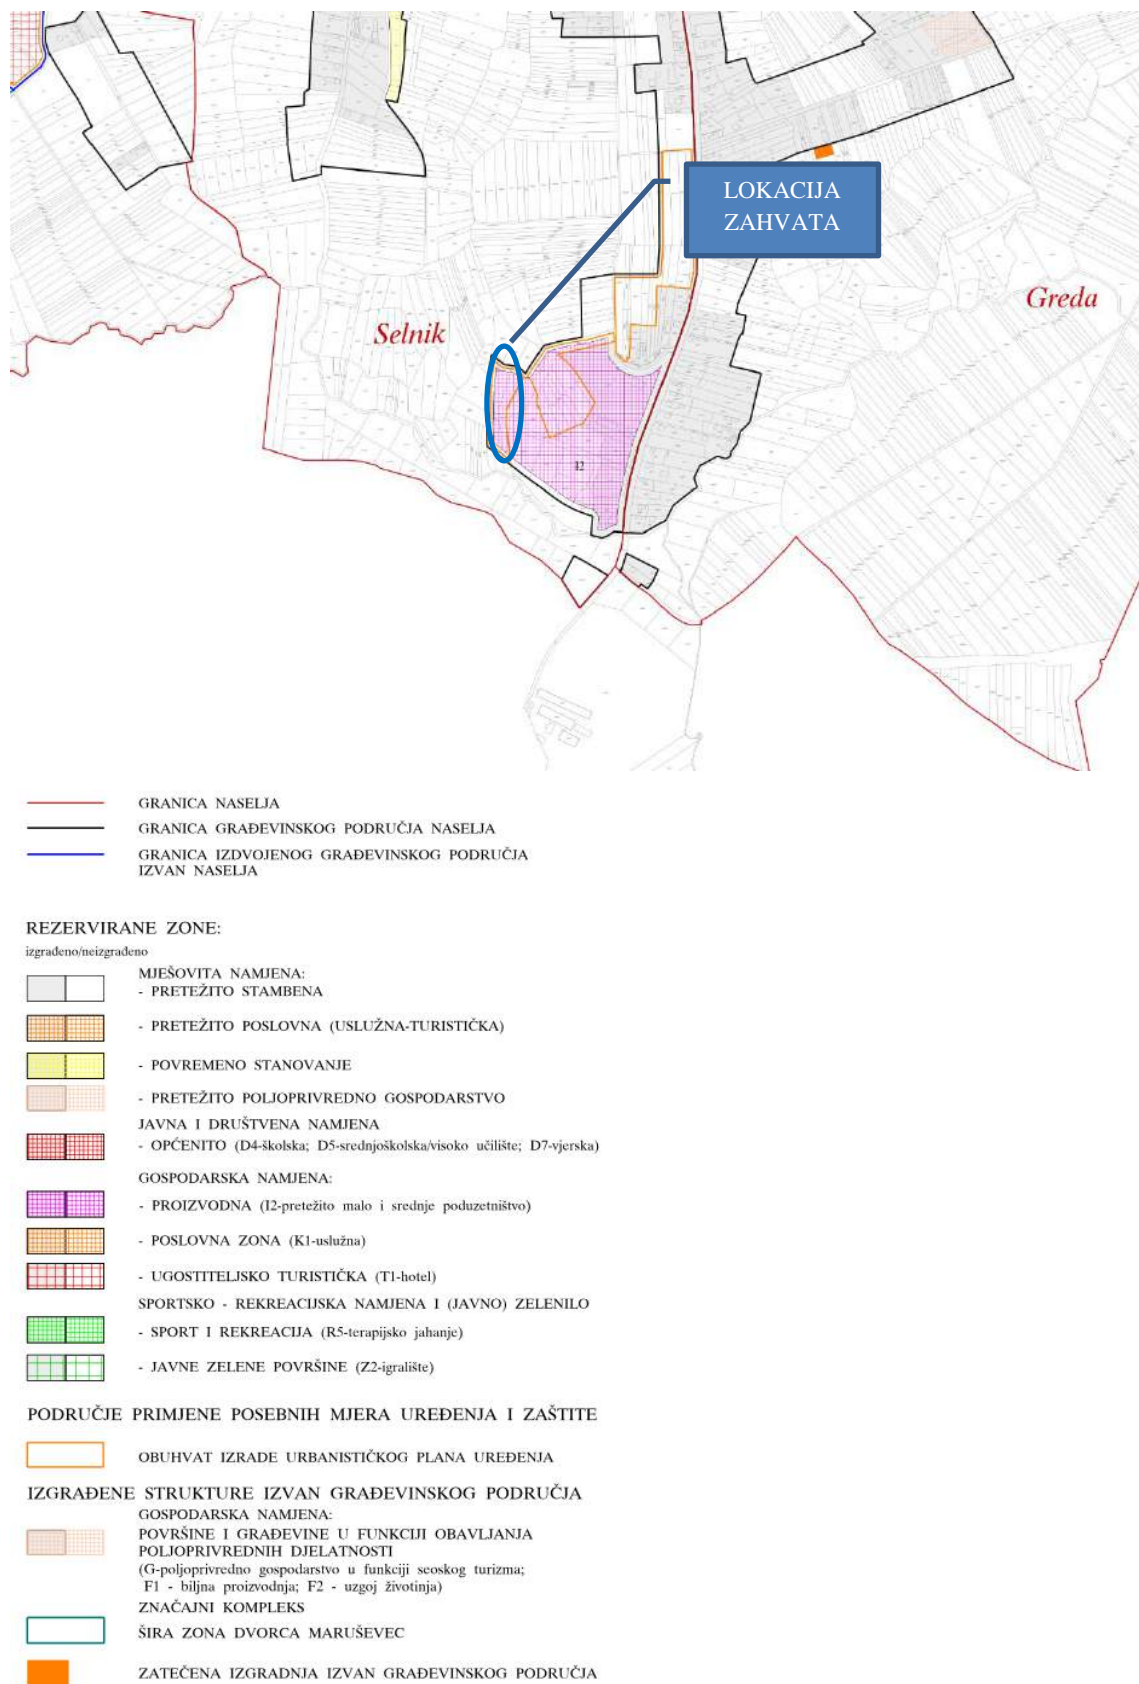 LOKACIJA
ZAHVATA
Greda
Selnik
I2
GRANICA NASELJA
GRANICA GRAĐEVINSKOG PODRUČJA NASELJA
GRANICA IZDVOJENOG GRAĐEVINSKOG PODRUČJA
IZVAN NASELJA
REZERVIRANE ZONE:
izgrađeno/neizgrađeno
MJEŠOVITA NAMJENA:
- PRETEŽITO STAMBENA
- PRETEŽITO POSLOVNA (USLUŽNA-TURISTIČKA)
- POVREMENO STANOVANJE
- PRETEŽITO POLJOPRIVREDNO GOSPODARSTVO
JAVNA I DRUŠTVENA NAMJENA
- OPĆENITO (D4-školska; D5-srednjoškolska/visoko učilište; D7-vjerska)
GOSPODARSKA NAMJENA:
- PROIZVODNA (I2-pretežito malo i srednje poduzetništvo)
- POSLOVNA ZONA (K1-uslužna)
- UGOSTITELJSKO TURISTIČKA (T1-hotel)
SPORTSKO - REKREACIJSKA NAMJENA I (JAVNO) ZELENILO
- SPORT I REKREACIJA (R5-terapijsko jahanje)
- JAVNE ZELENE POVRŠINE (Z2-igralište)
PODRUČJE PRIMJENE POSEBNIH MJERA UREĐENJA I ZAŠTITE
OBUHVAT IZRADE URBANISTIČKOG PLANA UREĐENJA
IZGRAĐENE STRUKTURE IZVAN GRAĐEVINSKOG PODRUČJA
GOSPODARSKA NAMJENA:
POVRŠINE I GRAĐEVINE U FUNKCIJI OBAVLJANJA
POLJOPRIVREDNIH DJELATNOSTI
(G-poljoprivredno gospodarstvo u funkciji seoskog turizma;
F1 - biljna proizvodnja; F2 - uzgoj životinja)
ZNAČAJNI KOMPLEKS
ŠIRA ZONA DVORCA MARUŠEVEC
ZATEČENA IZGRADNJA IZVAN GRAĐEVINSKOG PODRUČJA